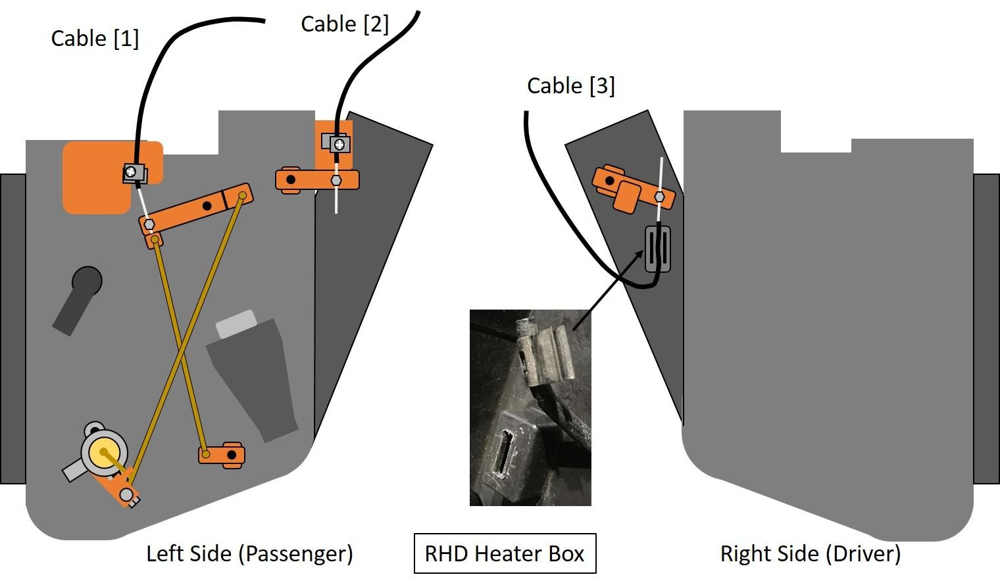 Cable [1]
Cable [2]
Cable [3]
Left Side (Passenger)
RHD Heater Box
Right Side (Driver)